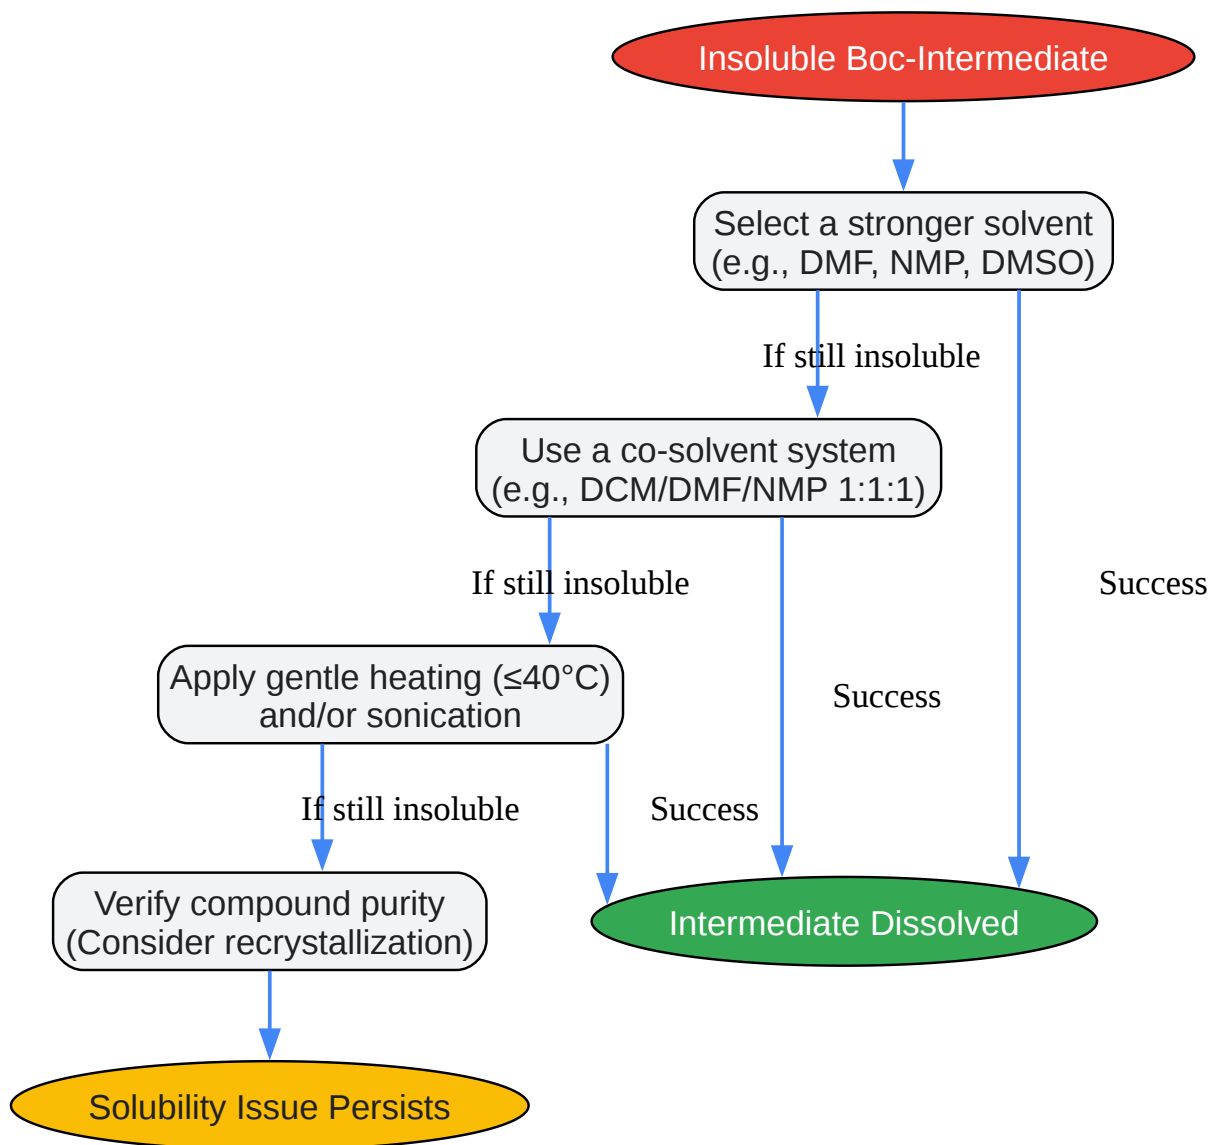 Insoluble Boc-Intermediate
Select a stronger solvent
(e.g., DMF, NMP, DMSO)
If still insoluble
Use a co-solvent system
(e.g., DCM/DMF/NMP 1:1:1)
If still insoluble
Success
Apply gentle heating (≤40°C)
and/or sonication
Success
If still insoluble
Success
Verify compound purity
(Consider recrystallization)
Intermediate Dissolved
Solubility Issue Persists